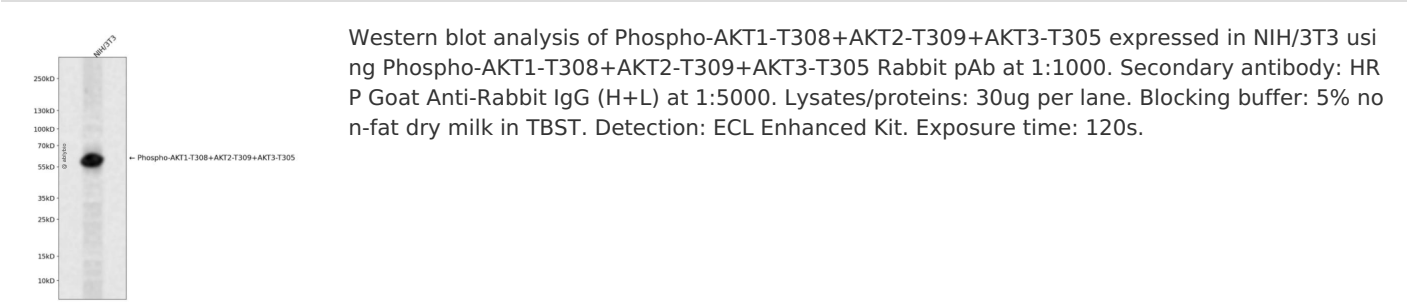 NIH/3T3
250kD
130kD
100kD
70kD
55kD
35kD
25kD
15kD
10kD
@ abybio
← Phospho-AKT1-T308+AKT2-T309+AKT3-T305
Western blot analysis of Phospho-AKT1-T308+AKT2-T309+AKT3-T305 expressed in NIH/3T3 usi
ng Phospho-AKT1-T308+AKT2-T309+AKT3-T305 Rabbit pAb at 1:1000. Secondary antibody: HR
P Goat Anti-Rabbit IgG (H+L) at 1:5000. Lysates/proteins: 30ug per lane. Blocking buffer: 5% no
n-fat dry milk in TBST. Detection: ECL Enhanced Kit. Exposure time: 120s.